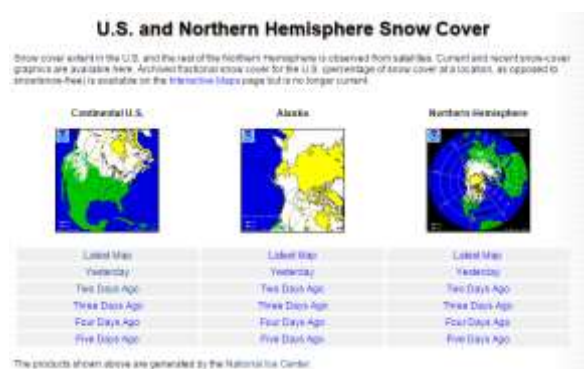 U.S. and Northern Hemisphere Snow Cover
Snow cover extent in the U.S. and the rest of the Northern Hemisphere is observed from satellites. Current and recent snow-cover
graphics are available here. Archived fractional snow cover for the U.S. (percentage of snow cover at a location, as opposed to
snow/snow-free) is available on the Interactive Maps page but is no longer current.
Continental U.S. Alaska Northern Hemisphere
Latest Map Latest Map Latest Map
Yesterday Yesterday Yesterday
Two Days Ago Two Days Ago Two Days Ago
Three Days Ago Three Days Ago Three Days Ago
Four Days Ago Four Days Ago Four Days Ago
Five Days Ago Five Days Ago Five Days Ago
The products shown above are generated by the National Ice Center.